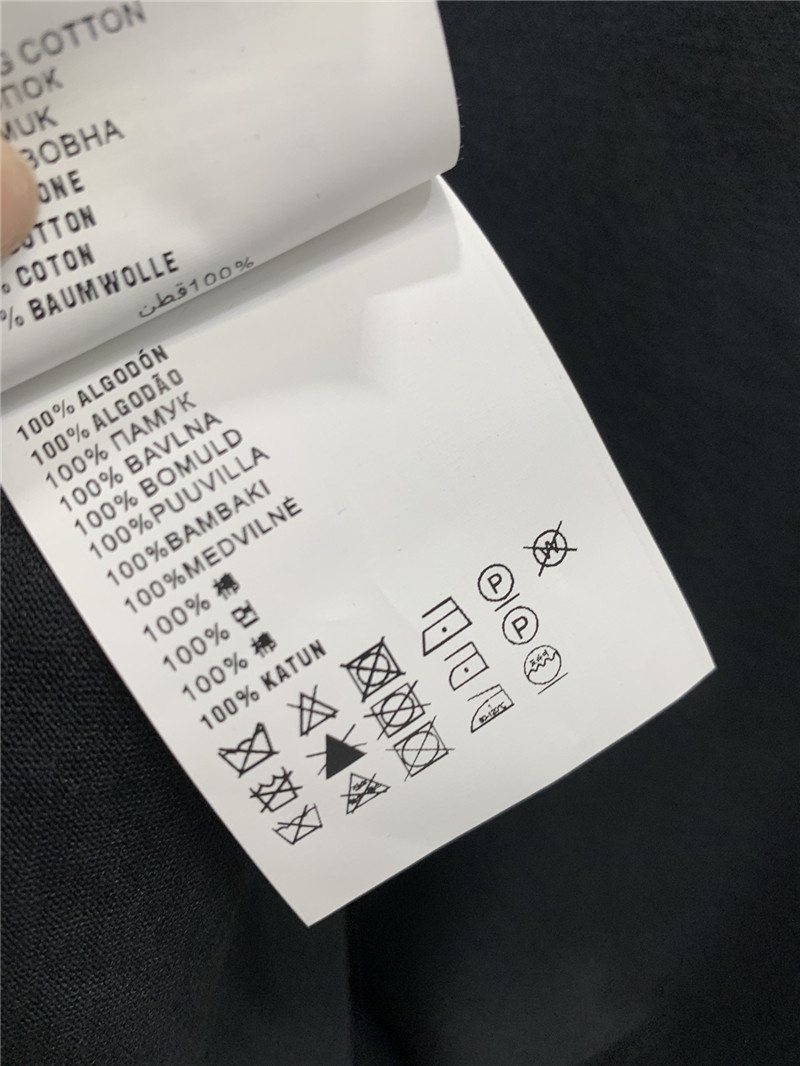 COTTON
ПОК
MUK
ВОВНА
ONE
COTTON
% COTON
% BAUMWOLLE
100% قطن
100% ALGODÓN
100% ALGODÃO
100% ПАМУК
100% BAVLNA
100% BOMULD
100%PUUVILLA
100%BAMBAKI
100%MEDVILNĖ
100% 棉
100% 면
100% 棉
100% KATUN
W
P
P